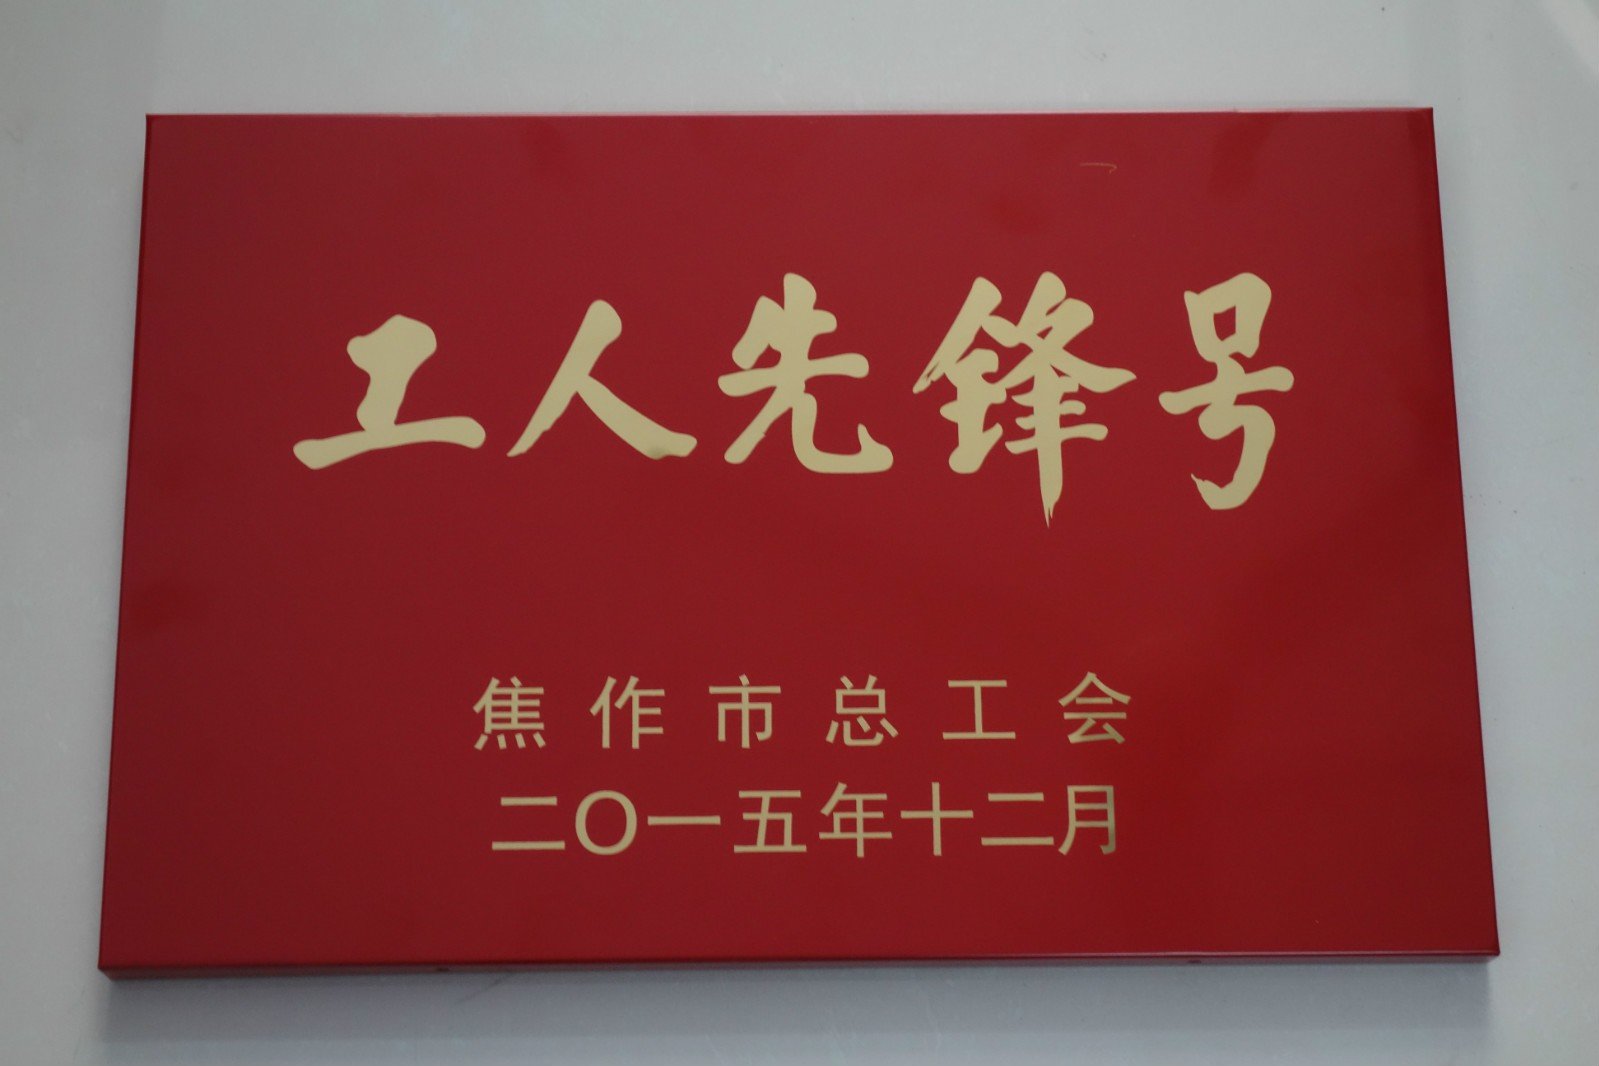 工人先锋号
焦作市总工会
二〇一五年十二月